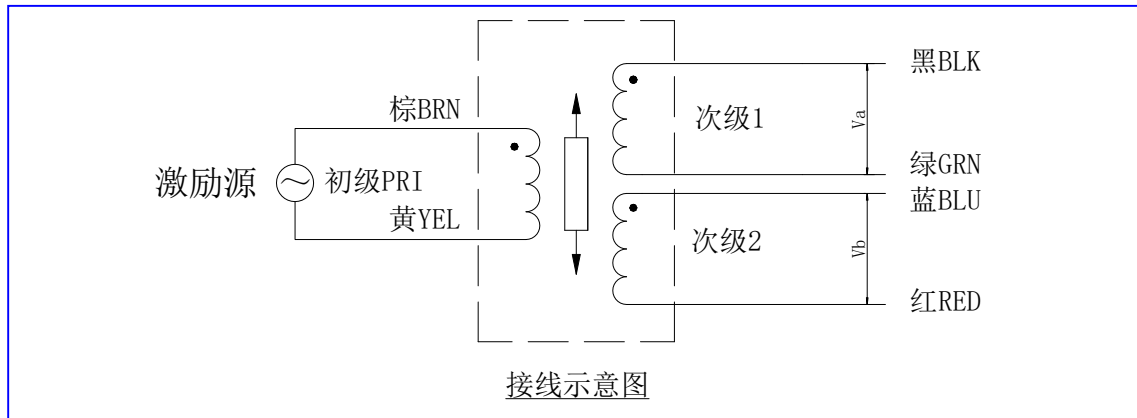 黑BLK
棕BRN
次级1
Va
激励源
初级PRI
绿GRN
蓝BLU
黄YEL
次级2
Vb
红RED
接线示意图